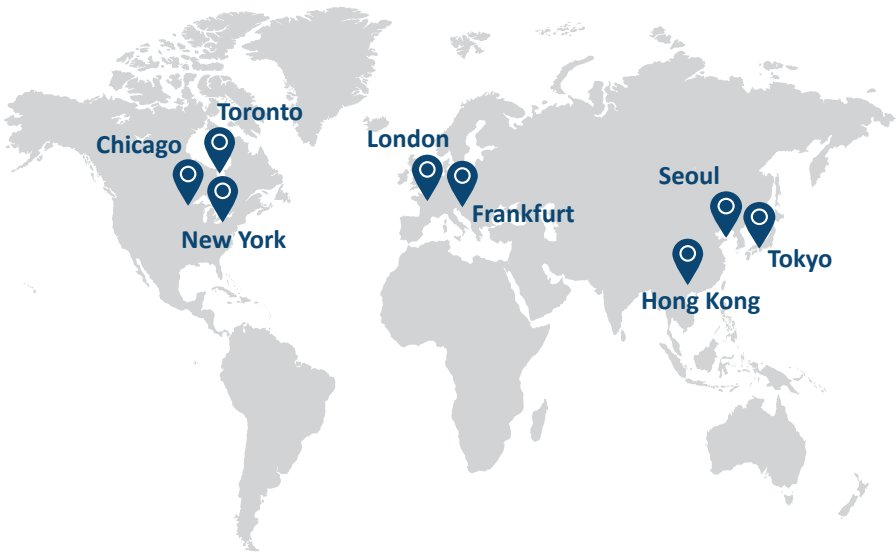 Toronto
Chicago
London
New York
Frankfurt
Seoul
Tokyo
Hong Kong